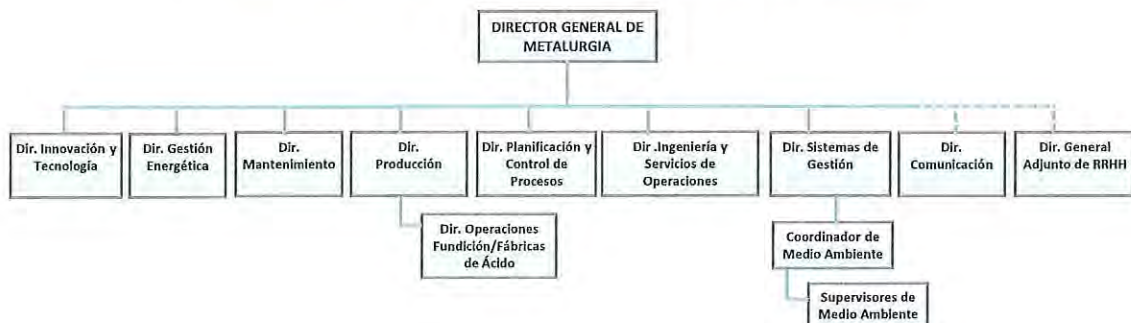 DIRECTOR GENERAL DE
METALURGIA
Dir. Innovación y
Tecnología
Dir. Gestión
Energética
Dir.
Mantenimiento
Dir.
Producción
Dir. Planificación y
Control de
Procesos
Dir .Ingeniería y
Servicios de
Operaciones
Dir. Sistemas de
Gestión
Dir.
Comunicación
Dir. General
Adjunto de RRHH
Dir. Operaciones
Fundición/Fábricas
de Ácido
Coordinador de
Medio Ambiente
Supervisores de
Medio Ambiente